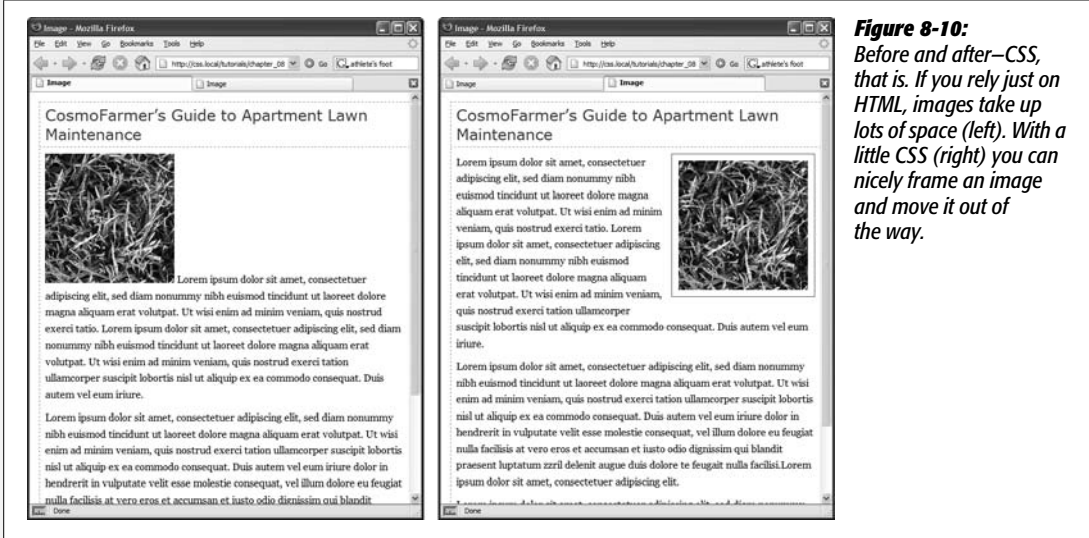 Image - Mozilla Firefox
File Edit View Go Bookmarks Tools Help
http://css.local/tutorials/chapter_08 Go athlete's foot
Image Image
CosmoFarmer's Guide to Apartment Lawn
Maintenance
Lorem ipsum dolor sit amet, consectetuer
adipiscing elit, sed diam nonummy nibh euismod tincidunt ut laoreet dolore
magna aliquam erat volutpat. Ut wisi enim ad minim veniam, quis nostrud
exerci tatio. Lorem ipsum dolor sit amet, consectetuer adipiscing elit, sed diam
nonummy nibh euismod tincidunt ut laoreet dolore magna aliquam erat
volutpat. Ut wisi enim ad minim veniam, quis nostrud exerci tation
ullamcorper suscipit lobortis nisl ut aliquip ex ea commodo consequat. Duis
autem vel eum iriure.
Lorem ipsum dolor sit amet, consectetuer adipiscing elit, sed diam nonummy
nibh euismod tincidunt ut laoreet dolore magna aliquam erat volutpat. Ut wisi
enim ad minim veniam, quis nostrud exerci tation ullamcorper suscipit lobortis
nisl ut aliquip ex ea commodo consequat. Duis autem vel eum iriure dolor in
hendrerit in vulputate velit esse molestie consequat, vel illum dolore eu feugiat
nulla facilisis at vero eros et accumsan et iusto odio dignissim qui blandit
Done
Image - Mozilla Firefox
File Edit View Go Bookmarks Tools Help
http://css.local/tutorials/chapter_08 Go athlete's foot
Image Image
CosmoFarmer's Guide to Apartment Lawn
Maintenance
Lorem ipsum dolor sit amet, consectetuer
adipiscing elit, sed diam nonummy nibh
euismod tincidunt ut laoreet dolore magna
aliquam erat volutpat. Ut wisi enim ad minim
veniam, quis nostrud exerci tatio. Lorem
ipsum dolor sit amet, consectetuer adipiscing
elit, sed diam nonummy nibh euismod
tincidunt ut laoreet dolore magna aliquam
erat volutpat. Ut wisi enim ad minim veniam,
quis nostrud exerci tation ullamcorper
suscipit lobortis nisl ut aliquip ex ea commodo consequat. Duis autem vel eum
iriure.
Lorem ipsum dolor sit amet, consectetuer adipiscing elit, sed diam nonummy
nibh euismod tincidunt ut laoreet dolore magna aliquam erat volutpat. Ut wisi
enim ad minim veniam, quis nostrud exerci tation ullamcorper suscipit lobortis
nisl ut aliquip ex ea commodo consequat. Duis autem vel eum iriure dolor in
hendrerit in vulputate velit esse molestie consequat, vel illum dolore eu feugiat
nulla facilisis at vero eros et accumsan et iusto odio dignissim qui blandit
praesent luptatum zzril delenit augue duis dolore te feugait nulla facilisi.Lorem
ipsum dolor sit amet, consectetuer adipiscing elit.
Done
Figure 8-10:
Before and after—CSS,
that is. If you rely just on
HTML, images take up
lots of space (left). With a
little CSS (right) you can
nicely frame an image
and move it out of
the way.